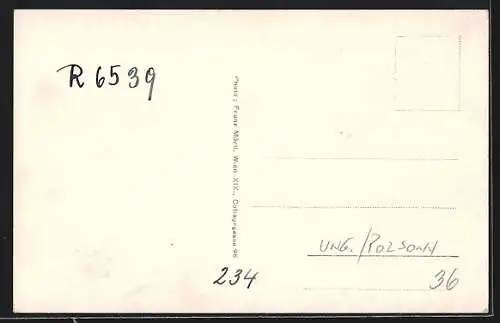 R 6539
Photo: Franz Mörtl, Wien XIX., Cottagegasse 96
UNG./POZSONY
234
36